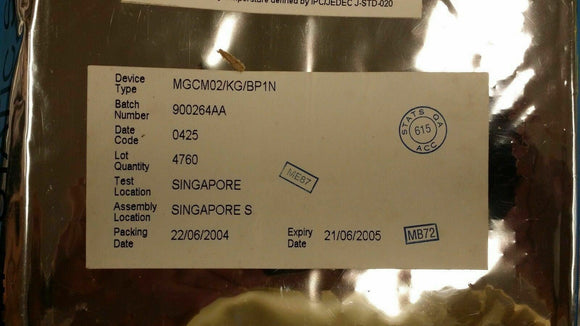 temperature defined by IPC/JEDEC J-STD-020
Device Type MGCM02/KG/BP1N
Batch Number 900264AA
Date Code 0425
Lot Quantity 4760
Test Location SINGAPORE
Assembly Location SINGAPORE S
Packing Date 22/06/2004 Expiry Date 21/06/2005
STATS QA
615
ACC
ME67
MB72